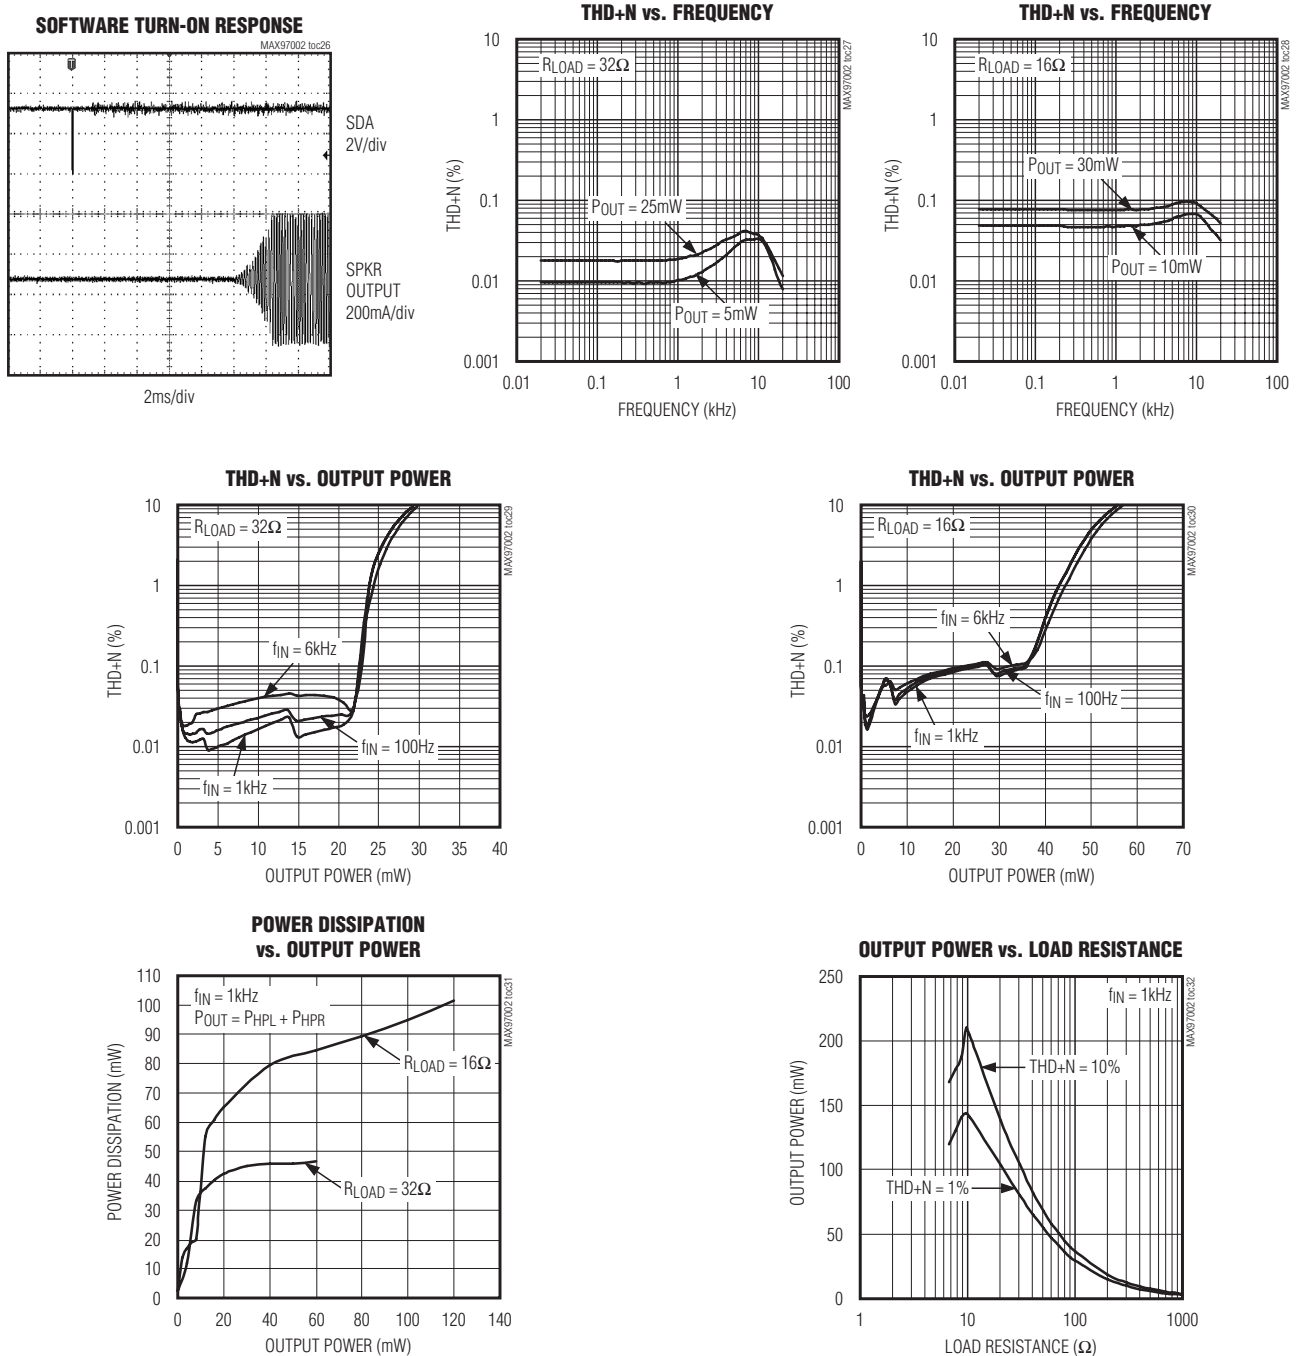 SOFTWARE TURN-ON RESPONSE
MAX97002 toc26
SDA
2V/div
SPKR
OUTPUT
200mA/div
2ms/div
THD+N vs. FREQUENCY
MAX97002 toc27
RLOAD = 32Ω
POUT = 25mW
POUT = 5mW
THD+N (%)
10
1
0.1
0.01
0.001
0.01 0.1 1 10 100
FREQUENCY (kHz)
THD+N vs. FREQUENCY
MAX97002 toc28
RLOAD = 16Ω
POUT = 30mW
POUT = 10mW
THD+N (%)
10
1
0.1
0.01
0.001
0.01 0.1 1 10 100
FREQUENCY (kHz)
THD+N vs. OUTPUT POWER
MAX97002 toc29
RLOAD = 32Ω
fIN = 6kHz
fIN = 100Hz
fIN = 1kHz
THD+N (%)
10
1
0.1
0.01
0.001
0 5 10 15 20 25 30 35 40
OUTPUT POWER (mW)
THD+N vs. OUTPUT POWER
MAX97002 toc30
RLOAD = 16Ω
fIN = 6kHz
fIN = 100Hz
fIN = 1kHz
THD+N (%)
10
1
0.1
0.01
0.001
0 10 20 30 40 50 60 70
OUTPUT POWER (mW)
POWER DISSIPATION
vs. OUTPUT POWER
MAX97002 toc31
fIN = 1kHz
POUT = PHPL + PHPR
RLOAD = 16Ω
RLOAD = 32Ω
POWER DISSIPATION (mW)
110
100
90
80
70
60
50
40
30
20
10
0
0 20 40 60 80 100 120 140
OUTPUT POWER (mW)
OUTPUT POWER vs. LOAD RESISTANCE
MAX97002 toc32
fIN = 1kHz
THD+N = 10%
THD+N = 1%
OUTPUT POWER (mW)
250
200
150
100
50
0
1 10 100 1000
LOAD RESISTANCE (Ω)